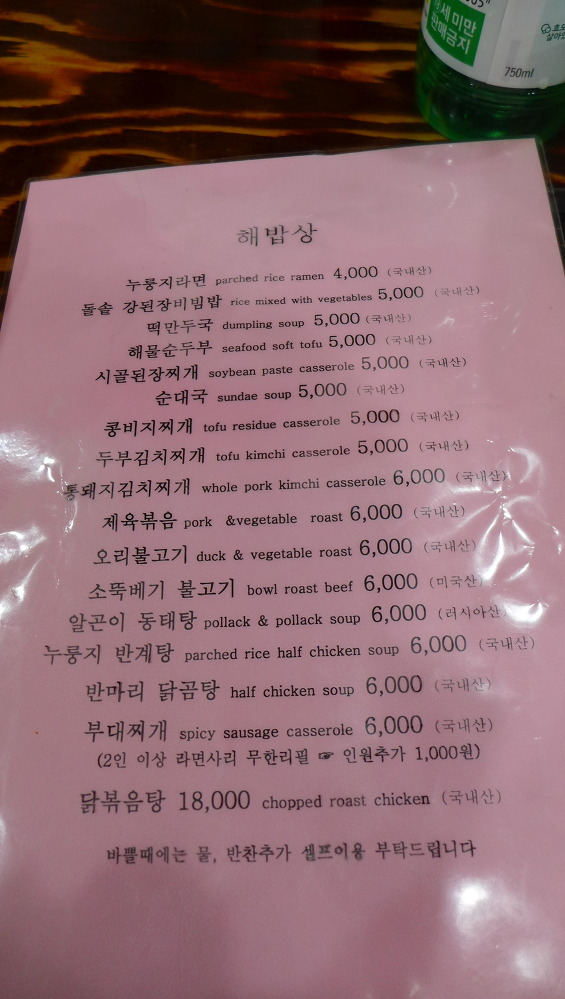 세 미만
판매금지
750ml
해밥상
누룽지라면 parched rice ramen 4,000 (국내산)
돌솥 강된장비빔밥 rice mixed with vegetables 5,000 (국내산)
떡만두국 dumpling soup 5,000 (국내산)
해물순두부 seafood soft tofu 5,000 (국내산)
시골된장찌개 soybean paste casserole 5,000 (국내산)
순대국 sundae soup 5,000 (국내산)
콩비지찌개 tofu residue casserole 5,000 (국내산)
두부김치찌개 tofu kimchi casserole 5,000 (국내산)
통돼지김치찌개 whole pork kimchi casserole 6,000 (국내산)
제육볶음 pork &vegetable roast 6,000 (국내산)
오리불고기 duck & vegetable roast 6,000 (국내산)
소뚝베기 불고기 bowl roast beef 6,000 (미국산)
알곤이 동태탕 pollack & pollack soup 6,000 (러시아산)
누룽지 반계탕 parched rice half chicken soup 6,000 (국내산)
반마리 닭곰탕 half chicken soup 6,000 (국내산)
부대찌개 spicy sausage casserole 6,000 (국내산)
(2인 이상 라면사리 무한리필 ☞ 인원추가 1,000원)
닭볶음탕 18,000 chopped roast chicken (국내산)
바쁠때에는 물, 반찬추가 셀프이용 부탁드립니다